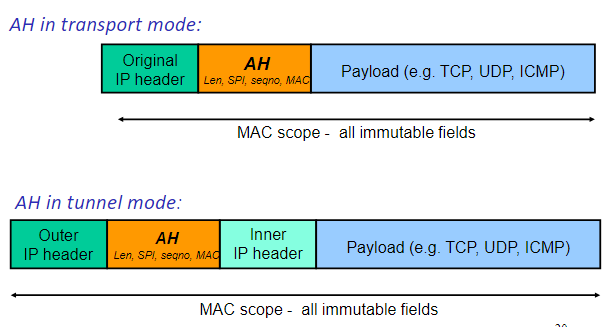 AH in transport mode:
Original
IP header
AH
Len, SPI, seqno, MAC
Payload (e.g. TCP, UDP, ICMP)
MAC scope - all immutable fields
AH in tunnel mode:
Outer
IP header
AH
Len, SPI, seqno, MAC
Inner
IP header
Payload (e.g. TCP, UDP, ICMP)
MAC scope - all immutable fields